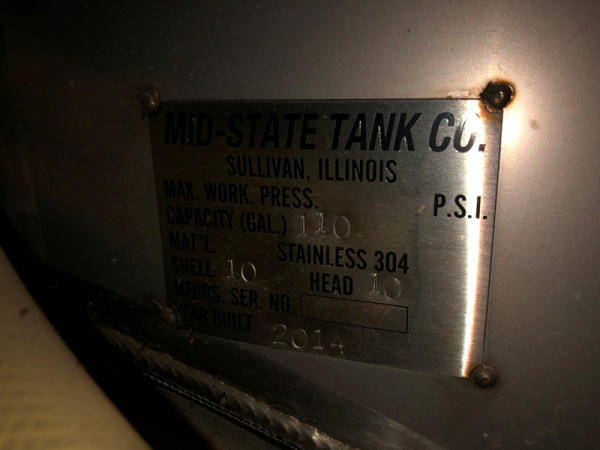 MID-STATE TANK CO.
SULLIVAN, ILLINOIS
MAX. WORK. PRESS. P.S.I.
CAPACITY (GAL.) 110
MAT'L. STAINLESS 304
SHELL 10 HEAD 10
MFGRS. SER. NO.
YEAR BUILT 2014